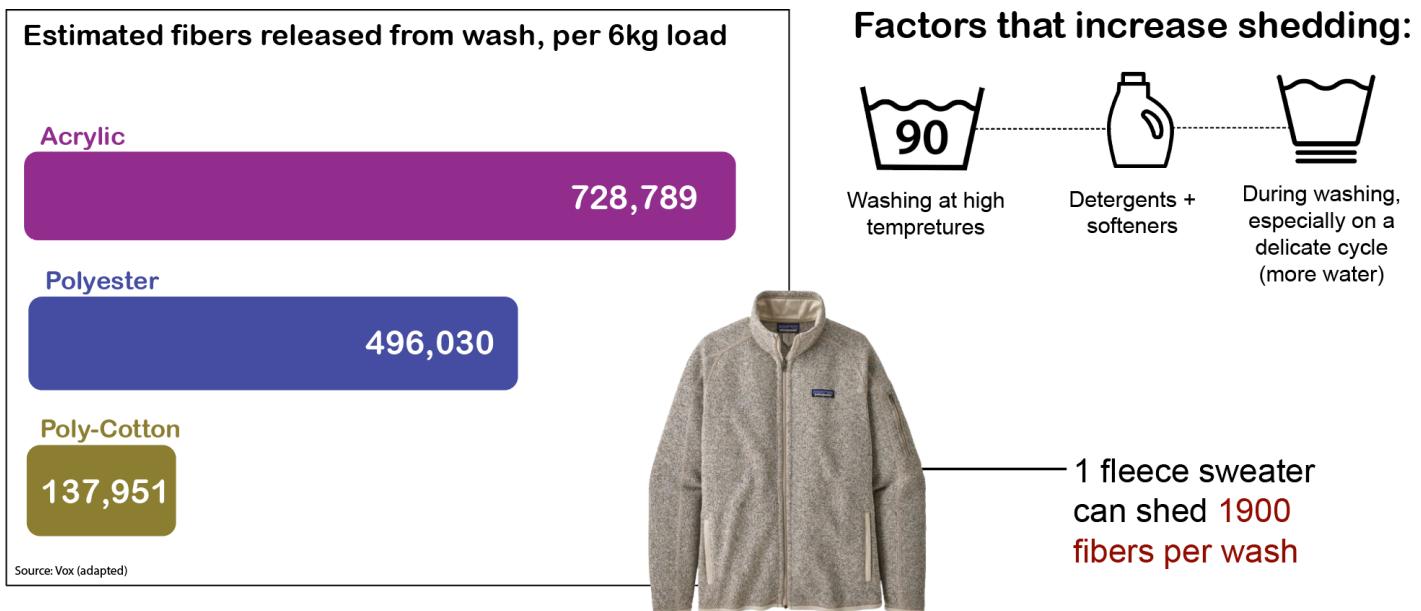 Estimated fibers released from wash, per 6kg load
Acrylic
728,789
Polyester
496,030
Poly-Cotton
137,951
Source: Vox (adapted)
Factors that increase shedding:
90
Washing at high
tempretures
Detergents +
softeners
During washing,
especially on a
delicate cycle
(more water)
1 fleece sweater
can shed 1900
fibers per wash